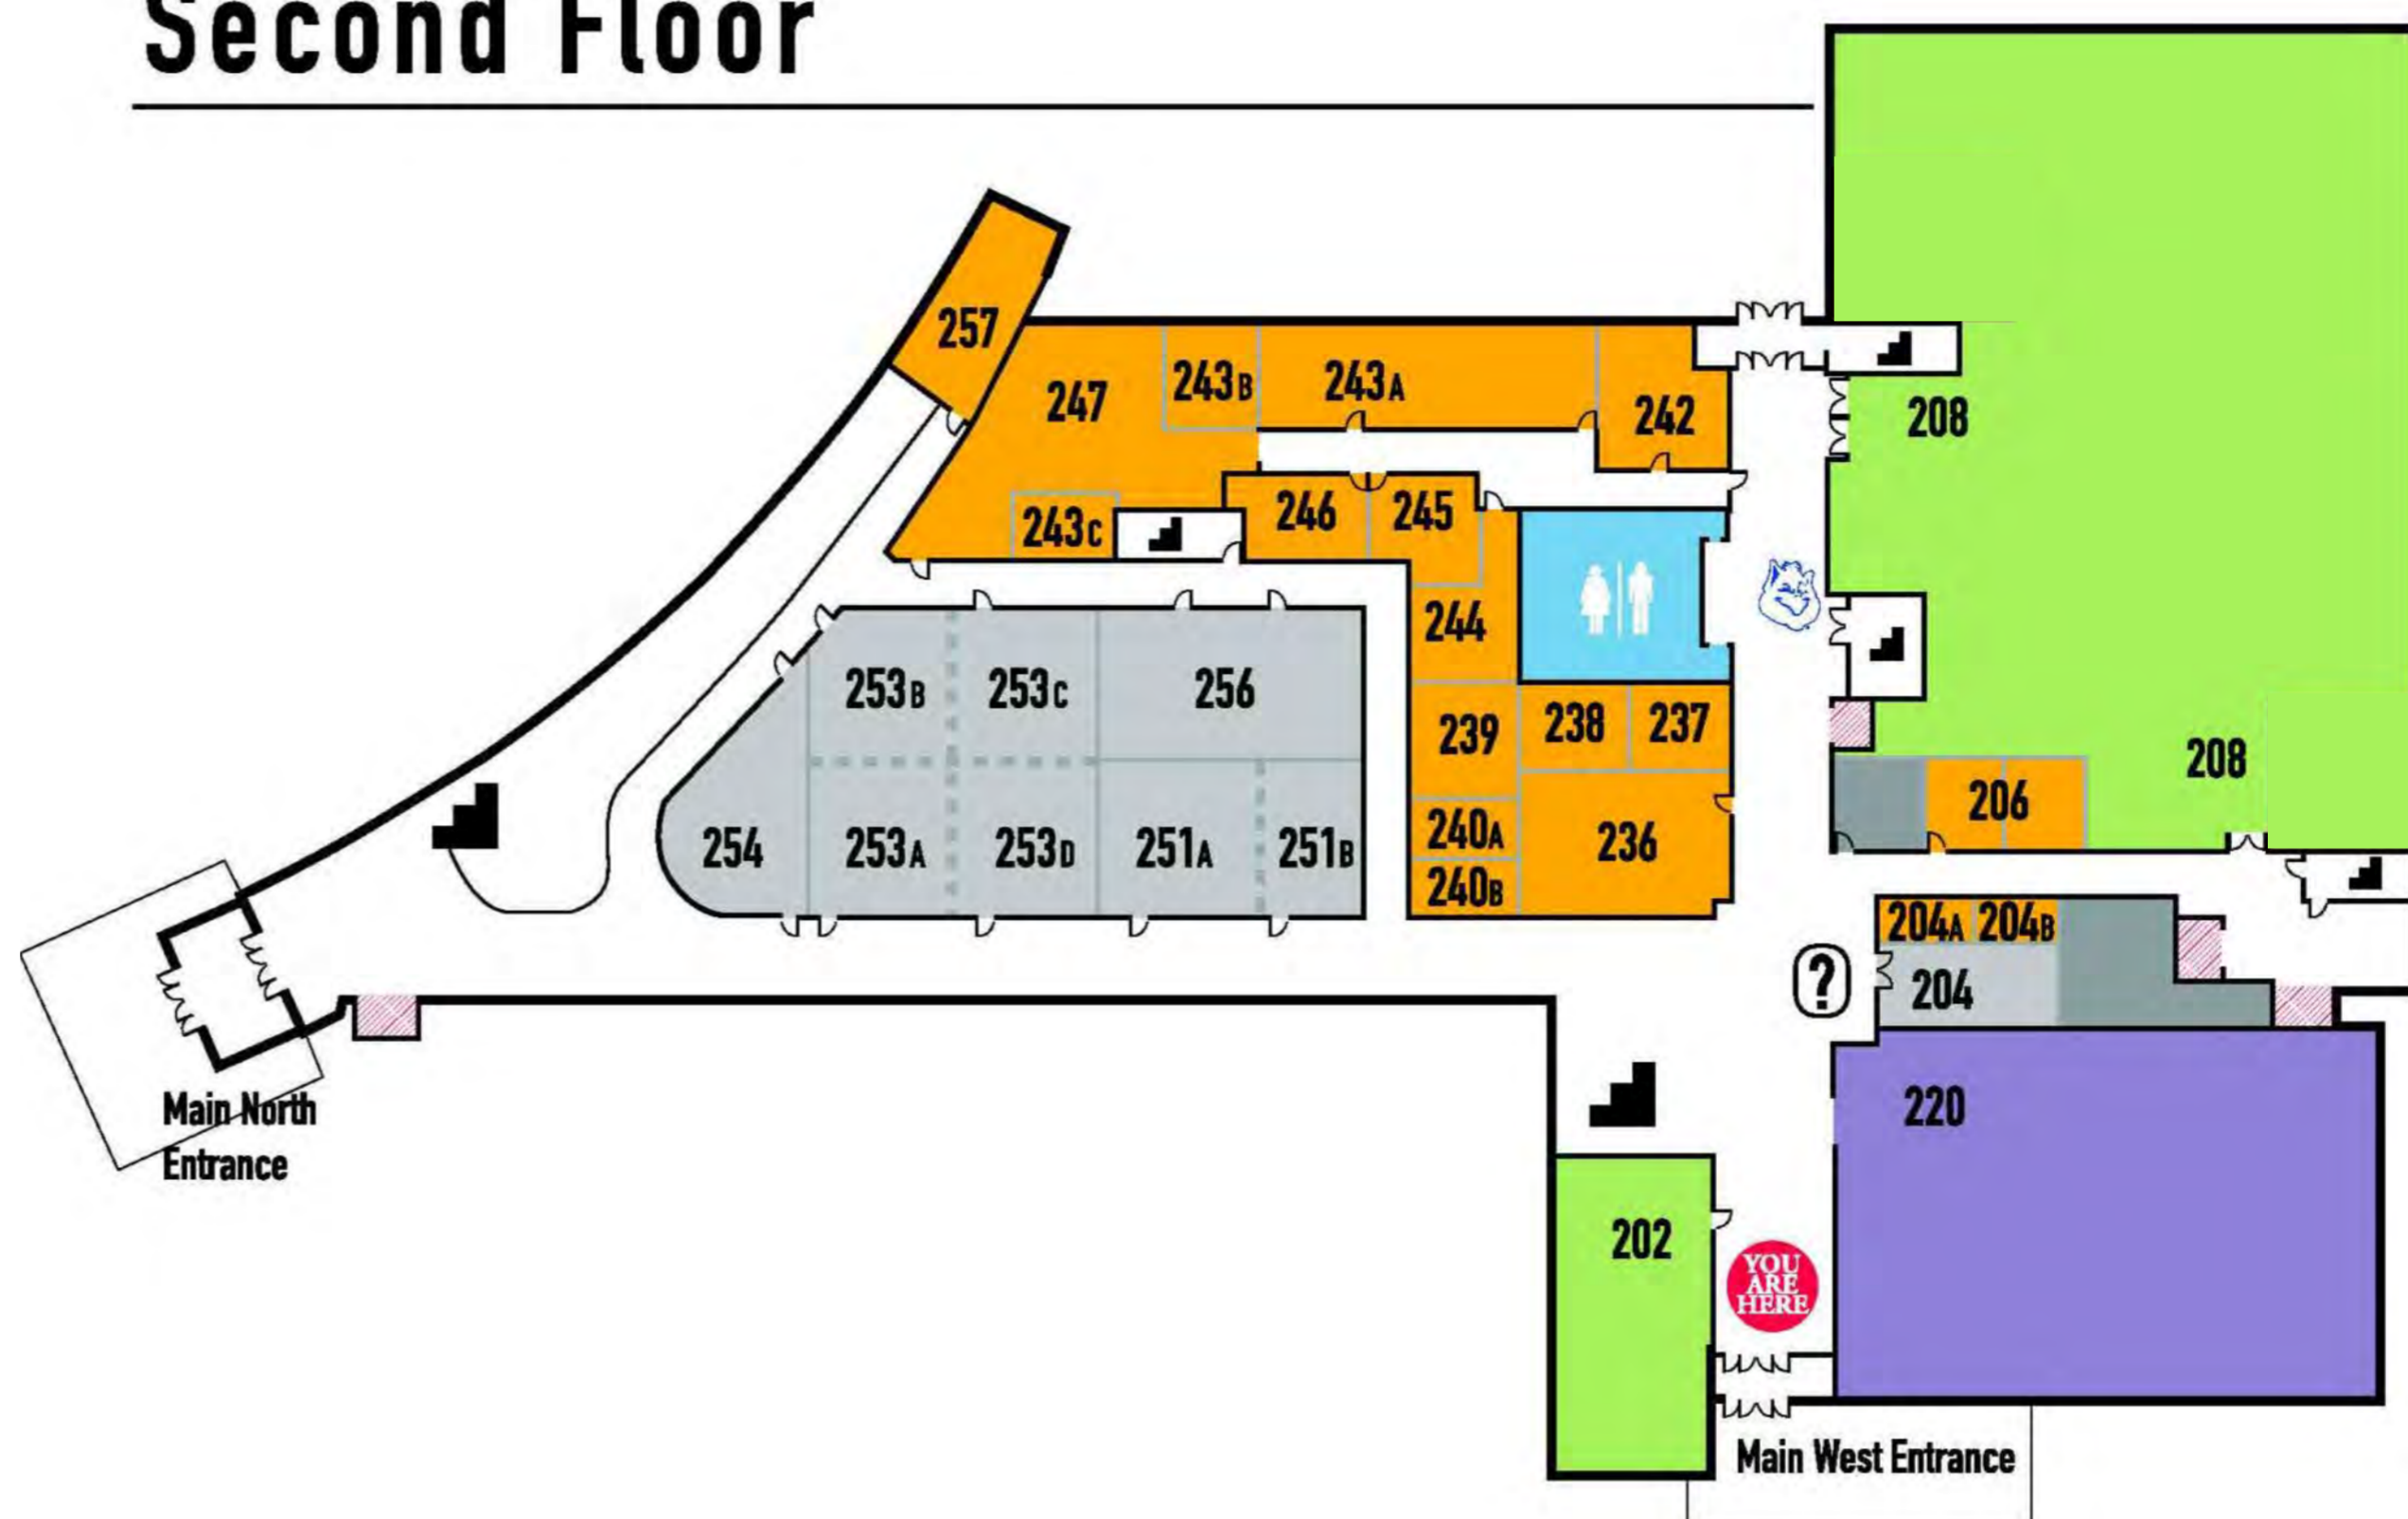 Second Floor
257
247
243B
243A
242
208
243C
246
245
244
253B
253C
256
239
238
237
208
206
254
253A
253D
251A
251B
240A
236
240B
204A
204B
?
204
Main North
Entrance
220
202
YOU
ARE
HERE
Main West Entrance